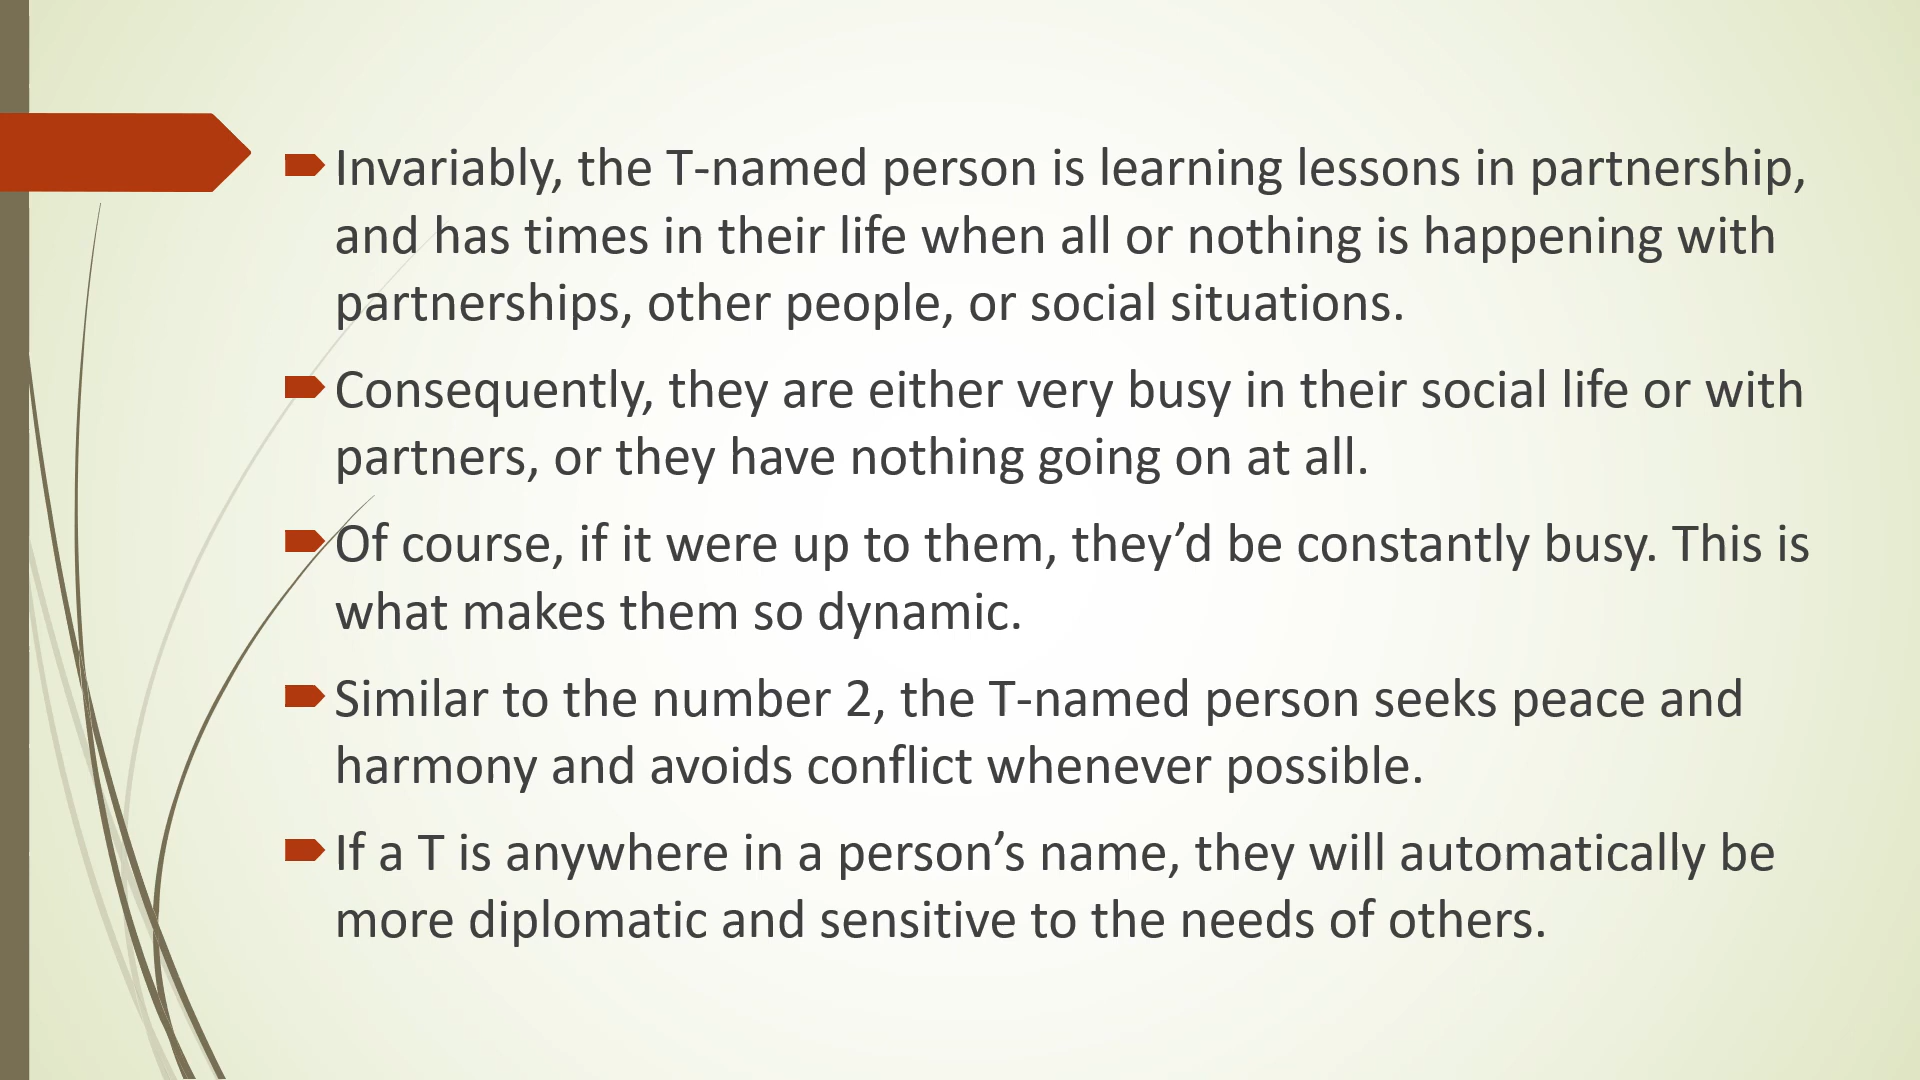 Invariably, the T-named person is learning lessons in partnership,
and has times in their life when all or nothing is happening with
partnerships, other people, or social situations.
Consequently, they are either very busy in their social life or with
partners, or they have nothing going on at all.
Of course, if it were up to them, they’d be constantly busy. This is
what makes them so dynamic.
Similar to the number 2, the T-named person seeks peace and
harmony and avoids conflict whenever possible.
If a T is anywhere in a person’s name, they will automatically be
more diplomatic and sensitive to the needs of others.